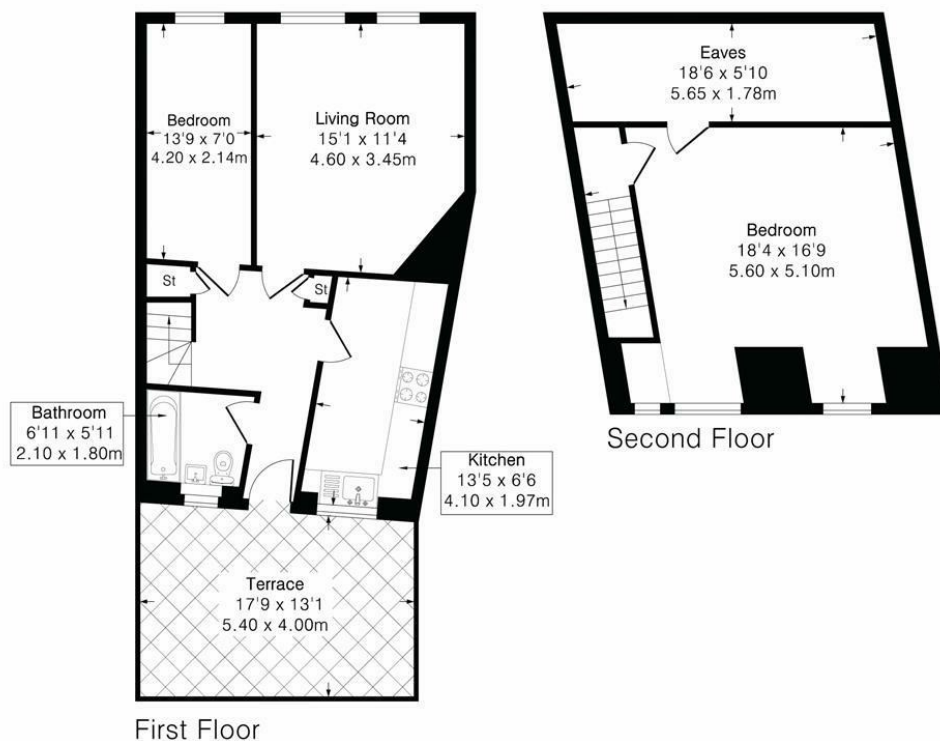 Bedroom
13'9 x 7'0
4.20 x 2.14m
Living Room
15'1 x 11'4
4.60 x 3.45m
St
St
Bathroom
6'11 x 5'11
2.10 x 1.80m
Kitchen
13'5 x 6'6
4.10 x 1.97m
Terrace
17'9 x 13'1
5.40 x 4.00m
First Floor
Eaves
18'6 x 5'10
5.65 x 1.78m
Bedroom
18'4 x 16'9
5.60 x 5.10m
Second Floor